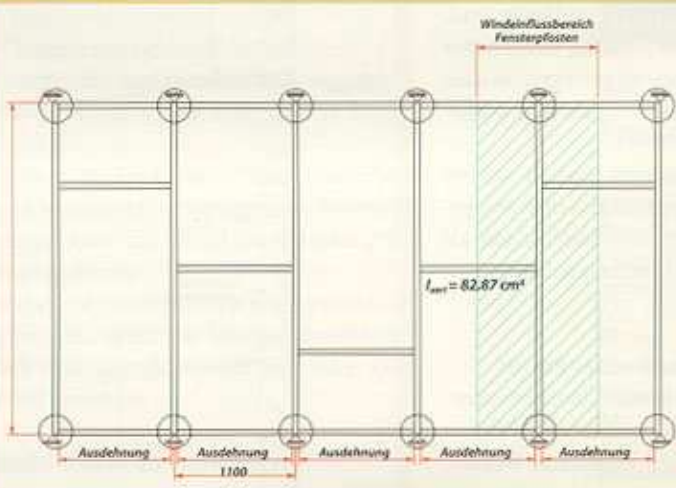 Windeinflussbereich
Fensterpfosten
Iₑᵣf = 82,87 cm⁴
Ausdehnung Ausdehnung Ausdehnung Ausdehnung Ausdehnung
1100